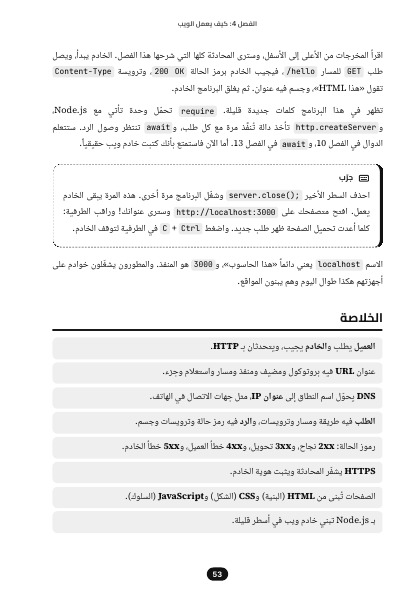 الفصل 4: كيف يعمل الويب
اقرأ المخرجات من الأعلى إلى الأسفل، وسترى المحادثة كلها التي شرحها هذا الفصل. الخادم يبدأ، ويصل
طلب GET للمسار /hello، فيجيب الخادم برمز الحالة 200 OK، وترويسة Content-Type
تقول «هذا HTML»، وجسم فيه عنوان. ثم يغلق البرنامج الخادم.
تظهر في هذا البرنامج كلمات جديدة قليلة. require تحمّل وحدة تأتي مع Node.js،
وhttp.createServer تأخذ دالة تُنفَّذ مرة مع كل طلب، وawait تنتظر وصول الرد. ستتعلم
الدوال في الفصل 10، وawait في الفصل 13. أما الآن فاستمتع بأنك كتبت خادم ويب حقيقياً.
جرّب
احذف السطر الأخير server.close(); وشغّل البرنامج مرة أخرى. هذه المرة يبقى الخادم
يعمل. افتح متصفحك على http://localhost:3000 وسترى عنوانك! وراقب الطرفية:
كلما أعدت تحميل الصفحة ظهر طلب جديد. واضغط Ctrl + C في الطرفية لتوقف الخادم.
الاسم localhost يعني دائماً «هذا الحاسوب»، و3000 هو المنفذ. والمطورون يشغّلون خوادم على
أجهزتهم هكذا طوال اليوم وهم يبنون المواقع.
الخلاصة
العميل يطلب والخادم يجيب، ويتحدثان بـ HTTP.
عنوان URL فيه بروتوكول ومضيف ومنفذ ومسار واستعلام وجزء.
DNS يحوّل اسم النطاق إلى عنوان IP، مثل جهات الاتصال في الهاتف.
الطلب فيه طريقة ومسار وترويسات، والرد فيه رمز حالة وترويسات وجسم.
رموز الحالة: 2xx نجاح، و3xx تحويل، و4xx خطأ العميل، و5xx خطأ الخادم.
HTTPS يشفّر المحادثة ويثبت هوية الخادم.
الصفحات تُبنى من HTML (البنية) وCSS (الشكل) وJavaScript (السلوك).
بـ Node.js تبني خادم ويب في أسطر قليلة.
53